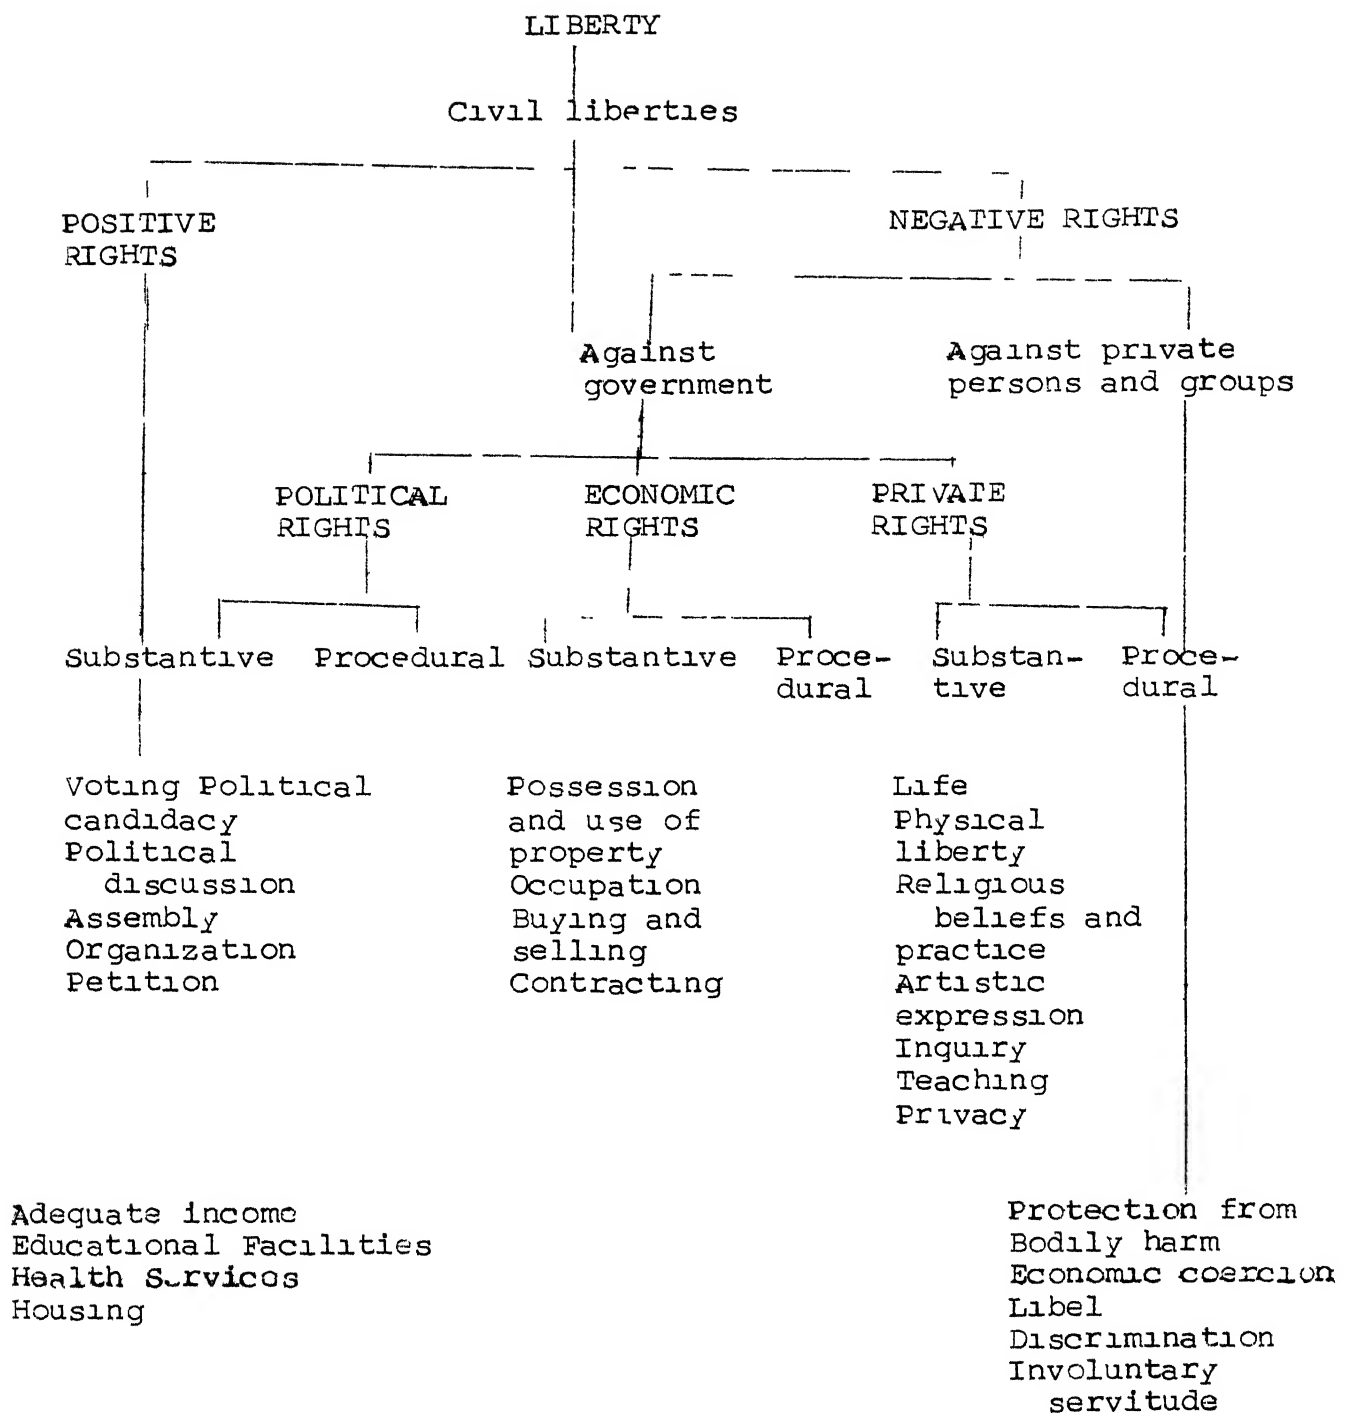 LIBERTY
Civil liberties
POSITIVE
RIGHTS
NEGATIVE RIGHTS
Against
government
Against private
persons and groups
POLITICAL
RIGHTS
ECONOMIC
RIGHTS
PRIVATE
RIGHTS
Substantive
Procedural
Substantive
Proce-
dural
Substan-
tive
Proce-
dural
Voting Political
candidacy
Political
discussion
Assembly
Organization
Petition
Possession
and use of
property
Occupation
Buying and
selling
Contracting
Life
Physical
liberty
Religious
beliefs and
practice
Artistic
expression
Inquiry
Teaching
Privacy
Adequate income
Educational Facilities
Health Services
Housing
Protection from
Bodily harm
Economic coercion
Libel
Discrimination
Involuntary
servitude